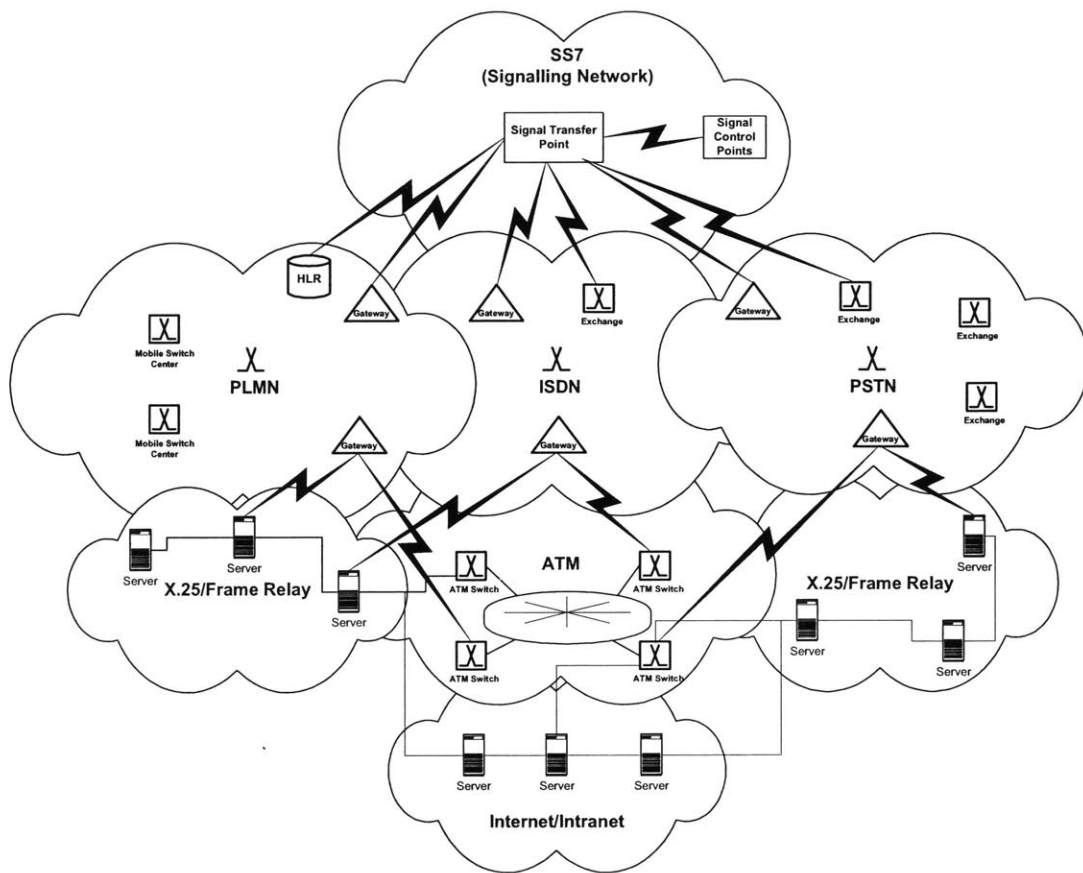 SS7
(Signalling Network)
Signal Transfer
Point
Signal
Control
Points
HLR
Gateway
Gateway
Exchange
Gateway
Exchange
Exchange
Mobile Switch
Center
PLMN
ISDN
PSTN
Mobile Switch
Center
Gateway
Gateway
Gateway
Exchange
Server
Server
Server
X.25/Frame Relay
ATM
ATM Switch
ATM Switch
ATM Switch
ATM Switch
Server
X.25/Frame Relay
Server
Server
Server
Server
Server
Internet/Intranet